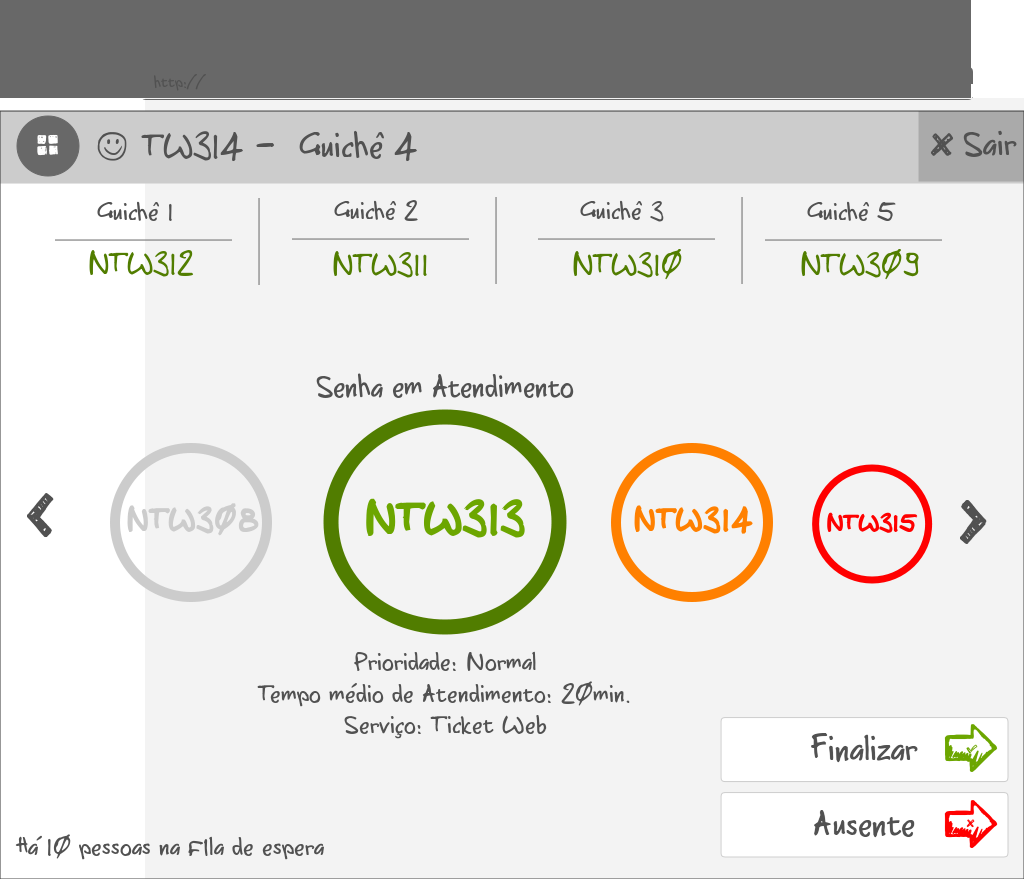 http://
TW314 - Guichê 4
Sair
Guichê 1
Guichê 2
Guichê 3
Guichê 5
NTW312
NTW311
NTW310
NTW309
Senha em Atendimento
NTW308
NTW313
NTW314
NTW315
Prioridade: Normal
Tempo médio de Atendimento: 20min.
Serviço: Ticket Web
Finalizar
Ausente
Há 10 pessoas na FIla de espera